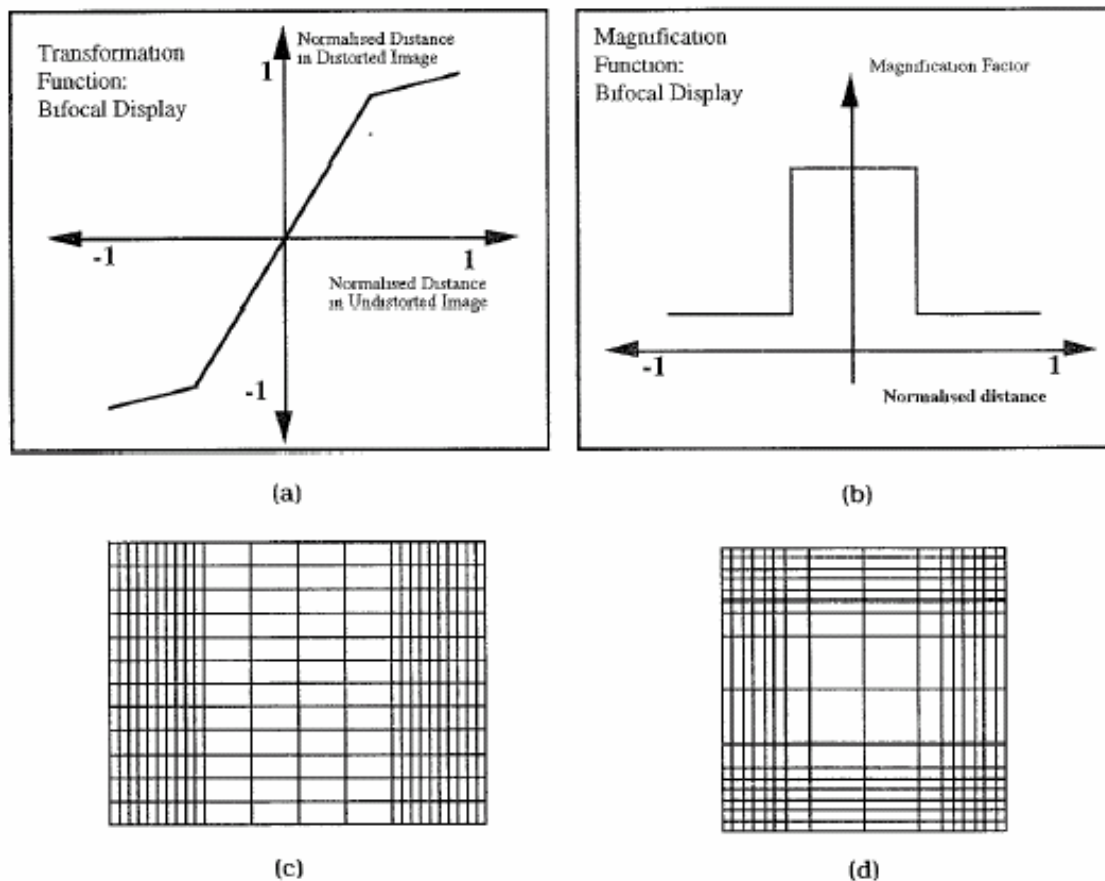 Transformation
Function:
Bifocal Display
Normalised Distance
in Distorted Image
1
-1
1
Normalised Distance
in Undistorted Image
-1
(a)
Magnification
Function:
Bifocal Display
Magnification Factor
-1
1
Normalised distance
(b)
(c)
(d)